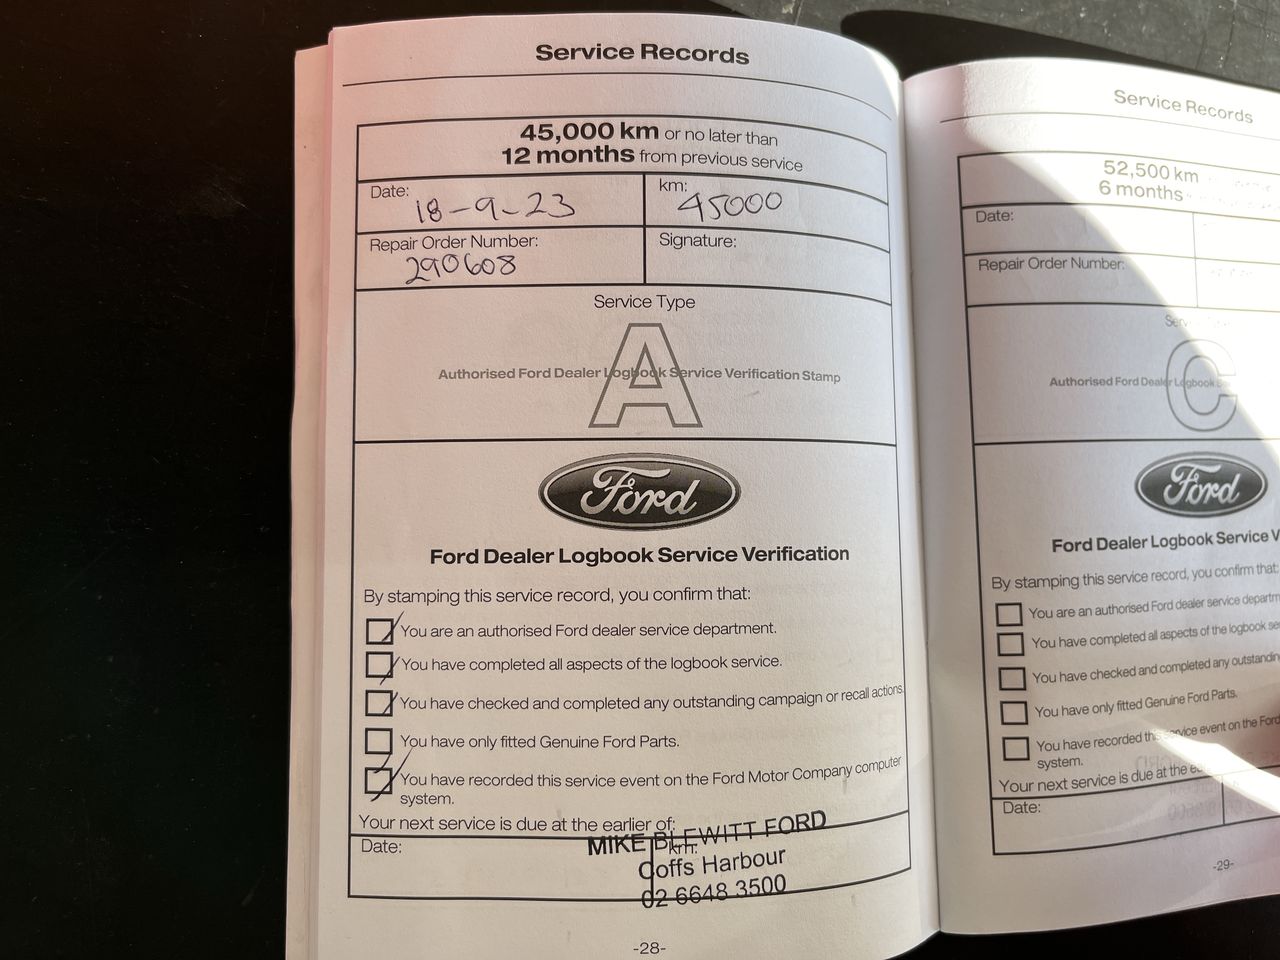 Service Records
45,000 km or no later than
12 months from previous service
Date: 18-9-23
km: 45000
Repair Order Number: 290608
Signature:
Service Type
A
Authorised Ford Dealer Logbook Service Verification Stamp
Ford
Ford Dealer Logbook Service Verification
By stamping this service record, you confirm that:
You are an authorised Ford dealer service department.
You have completed all aspects of the logbook service.
You have checked and completed any outstanding campaign or recall actions.
You have only fitted Genuine Ford Parts.
You have recorded this service event on the Ford Motor Company computer
system.
Your next service is due at the earlier of:
Date:
km:
MIKE BLEWITT FORD
Coffs Harbour
02 6648 3500
-28-
Service Records
52,500 km
6 months
Date:
Repair Order Number:
C
Authorised Ford Dealer Logbook
Ford
Ford Dealer Logbook Service
By stamping this service record, you confirm that:
You are an authorised Ford dealer service
You have completed all aspects of the logbook
You have checked and completed any
You have only fitted Genuine Ford Parts.
You have recorded this service event on the Ford
system.
Your next service is due at the
Date:
-29-